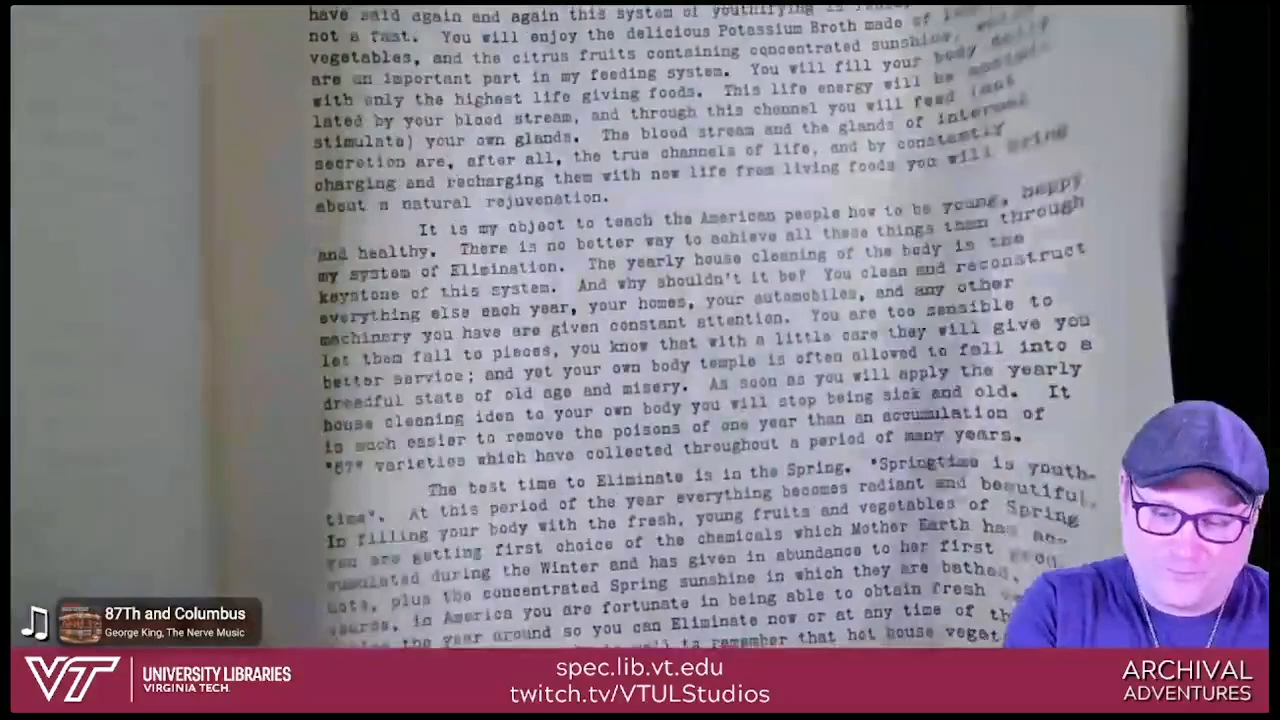 have said again and again this system of youthifying is
not a fast. You will enjoy the delicious Potassium Broth made of
vegetables, and the citrus fruits containing concentrated sunshine,
are an important part in my feeding system. You will fill your body daily
with only the highest life giving foods. This life energy will be
lated by your blood stream, and through this channel you will feed (and
stimulate) your own glands. The blood stream and the glands of internal
secretion are, after all, the true channels of life, and by constantly
charging and recharging them with new life from living foods you will bring
about a natural rejuvenation.
It is my object to teach the American people how to be young, happy
and healthy. There is no better way to achieve all these things than through
my system of Elimination. The yearly house cleaning of the body is the
keystone of this system. And why shouldn't it be? You clean and reconstruct
everything else each year, your homes, your automobiles, and any other
machinery you have are given constant attention. You are too sensible to
let them fall to pieces, you know that with a little care they will give you
better service; and yet your own body temple is often allowed to fall into a
dreadful state of old age and misery. As soon as you will apply the yearly
house cleaning idea to your own body you will stop being sick and old. It
is much easier to remove the poisons of one year than an accumulation of
"57" varieties which have collected throughout a period of many years.
The best time to Eliminate is in the Spring. "Springtime is youth-
time". At this period of the year everything becomes radiant and beautiful.
In filling your body with the fresh, young fruits and vegetables of Spring
you are getting first choice of the chemicals which Mother Earth has ac-
cumulated during the Winter and has given in abundance to her first
plus the concentrated Spring sunshine in which they are bathed.
in America you are fortunate in being able to obtain fresh
the year around so you can Eliminate now or at any time of
to remember that hot house
87Th and Columbus
George King, The Nerve Music
VT
UNIVERSITY LIBRARIES
VIRGINIA TECH.
spec.lib.vt.edu
twitch.tv/VTULStudios
ARCHIVAL
ADVENTURES